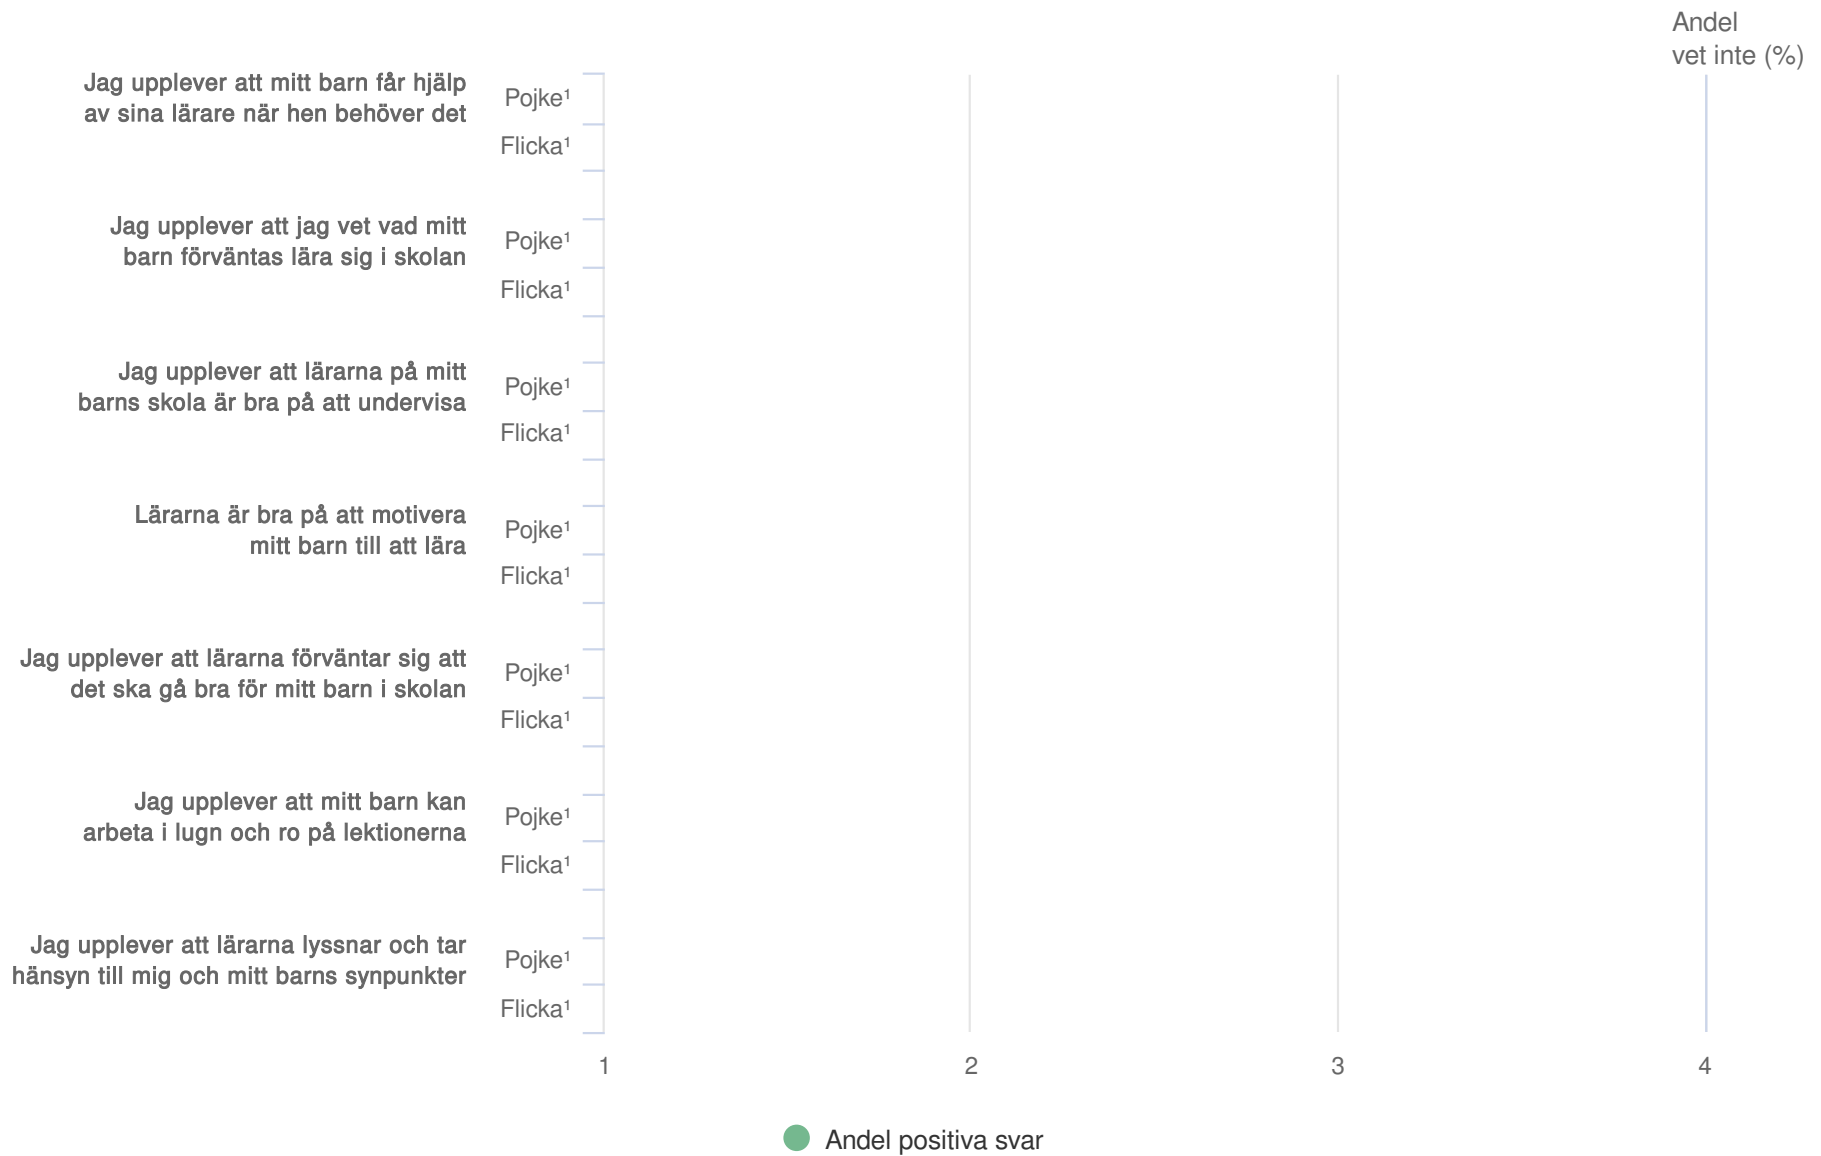 Andel
vet inte (%)
Jag upplever att mitt barn får hjälp
av sina lärare när hen behöver det
Pojke¹
Flicka¹
Jag upplever att jag vet vad mitt
barn förväntas lära sig i skolan
Pojke¹
Flicka¹
Jag upplever att lärarna på mitt
barns skola är bra på att undervisa
Pojke¹
Flicka¹
Lärarna är bra på att motivera
mitt barn till att lära
Pojke¹
Flicka¹
Jag upplever att lärarna förväntar sig att
det ska gå bra för mitt barn i skolan
Pojke¹
Flicka¹
Jag upplever att mitt barn kan
arbeta i lugn och ro på lektionerna
Pojke¹
Flicka¹
Jag upplever att lärarna lyssnar och tar
hänsyn till mig och mitt barns synpunkter
Pojke¹
Flicka¹
1 2 3 4
Andel positiva svar